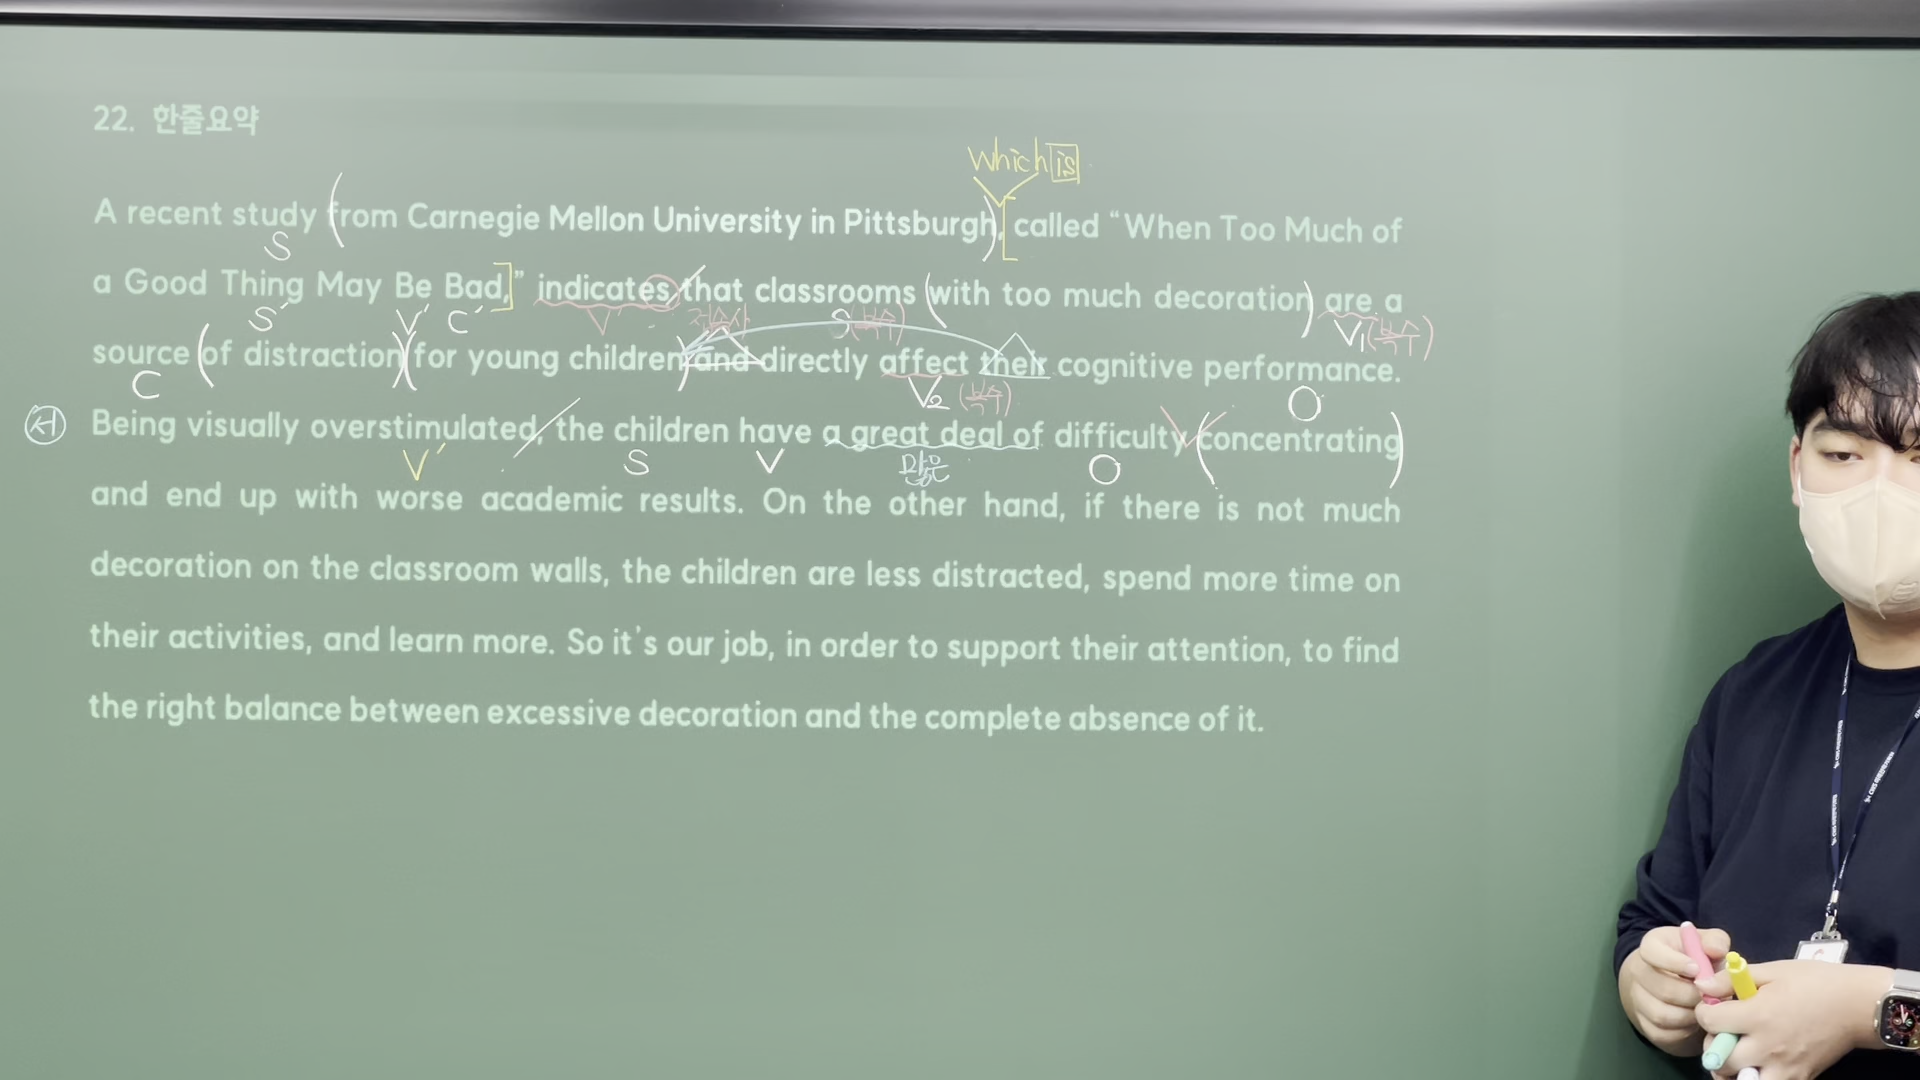 22. 한줄요약
which is
A recent study (from Carnegie Mellon University in Pittsburgh), [called “When Too Much of
S
a Good Thing May Be Bad,]” indicates that classrooms (with too much decoration) are a
S′ V′ C′ V 접속사 S(복수) V₁(복수)
source (of distraction)(for young children) and directly affect their cognitive performance.
C V₂ (복수) O
Being visually overstimulated, the children have a great deal of difficulty (concentrating)
V′ S V 많은 O
and end up with worse academic results. On the other hand, if there is not much
decoration on the classroom walls, the children are less distracted, spend more time on
their activities, and learn more. So it’s our job, in order to support their attention, to find
the right balance between excessive decoration and the complete absence of it.